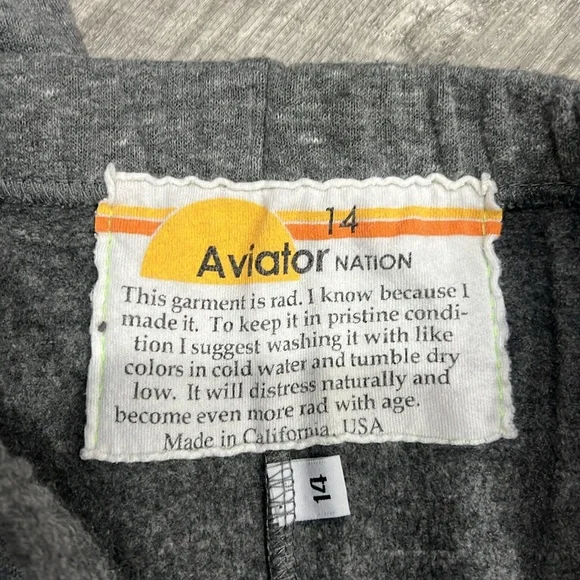 14
Aviator NATION
This garment is rad. I know because I
made it. To keep it in pristine condi-
tion I suggest washing it with like
colors in cold water and tumble dry
low. It will distress naturally and
become even more rad with age.
Made in California, USA
14